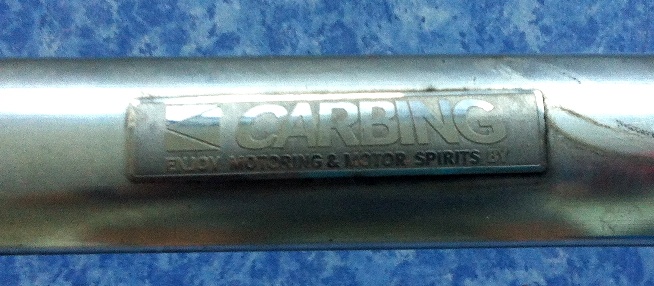 CARBING
ENJOY MOTORING & MOTOR SPIRITS BY